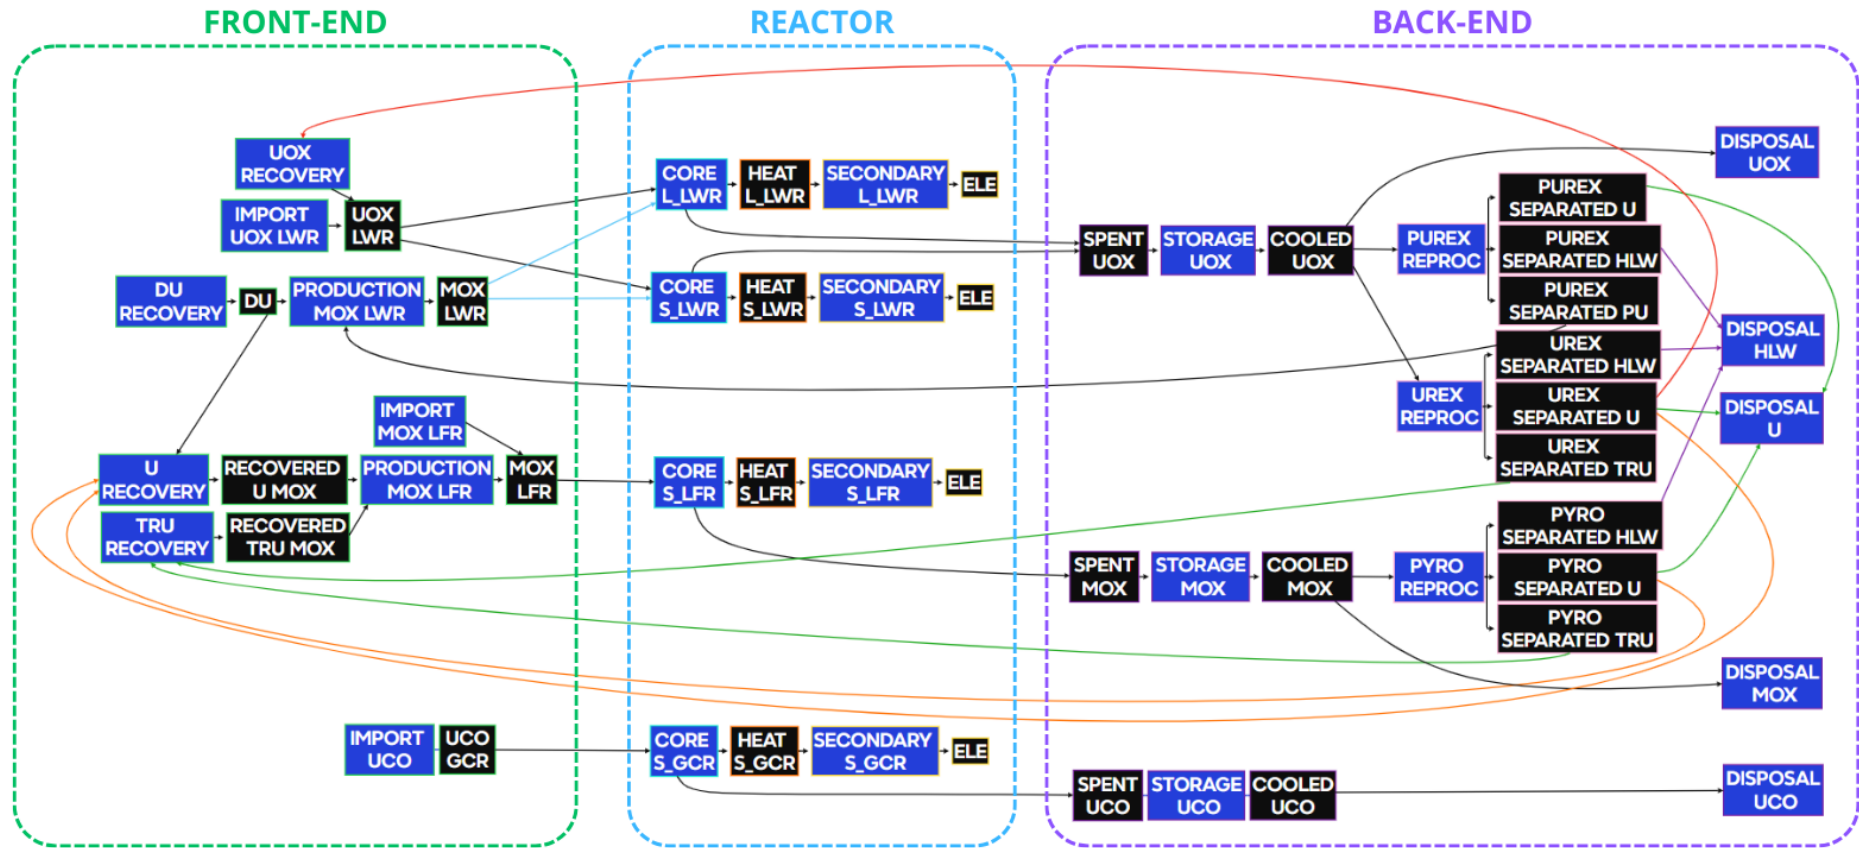 FRONT-END
REACTOR
BACK-END
UOX
RECOVERY
IMPORT
UOX LWR
UOX
LWR
DU
RECOVERY
DU
PRODUCTION
MOX LWR
MOX
LWR
IMPORT
MOX LFR
U
RECOVERY
RECOVERED
U MOX
PRODUCTION
MOX LFR
MOX
LFR
TRU
RECOVERY
RECOVERED
TRU MOX
IMPORT
UCO
UCO
GCR
CORE
L_LWR
HEAT
L_LWR
SECONDARY
L_LWR
ELE
CORE
S_LWR
HEAT
S_LWR
SECONDARY
S_LWR
ELE
CORE
S_LFR
HEAT
S_LFR
SECONDARY
S_LFR
ELE
CORE
S_GCR
HEAT
S_GCR
SECONDARY
S_GCR
ELE
SPENT
UOX
STORAGE
UOX
COOLED
UOX
PUREX
REPROC
PUREX
SEPARATED U
PUREX
SEPARATED HLW
PUREX
SEPARATED PU
UREX
REPROC
UREX
SEPARATED HLW
UREX
SEPARATED U
UREX
SEPARATED TRU
SPENT
MOX
STORAGE
MOX
COOLED
MOX
PYRO
REPROC
PYRO
SEPARATED HLW
PYRO
SEPARATED U
PYRO
SEPARATED TRU
SPENT
UCO
STORAGE
UCO
COOLED
UCO
DISPOSAL
UOX
DISPOSAL
HLW
DISPOSAL
U
DISPOSAL
MOX
DISPOSAL
UCO